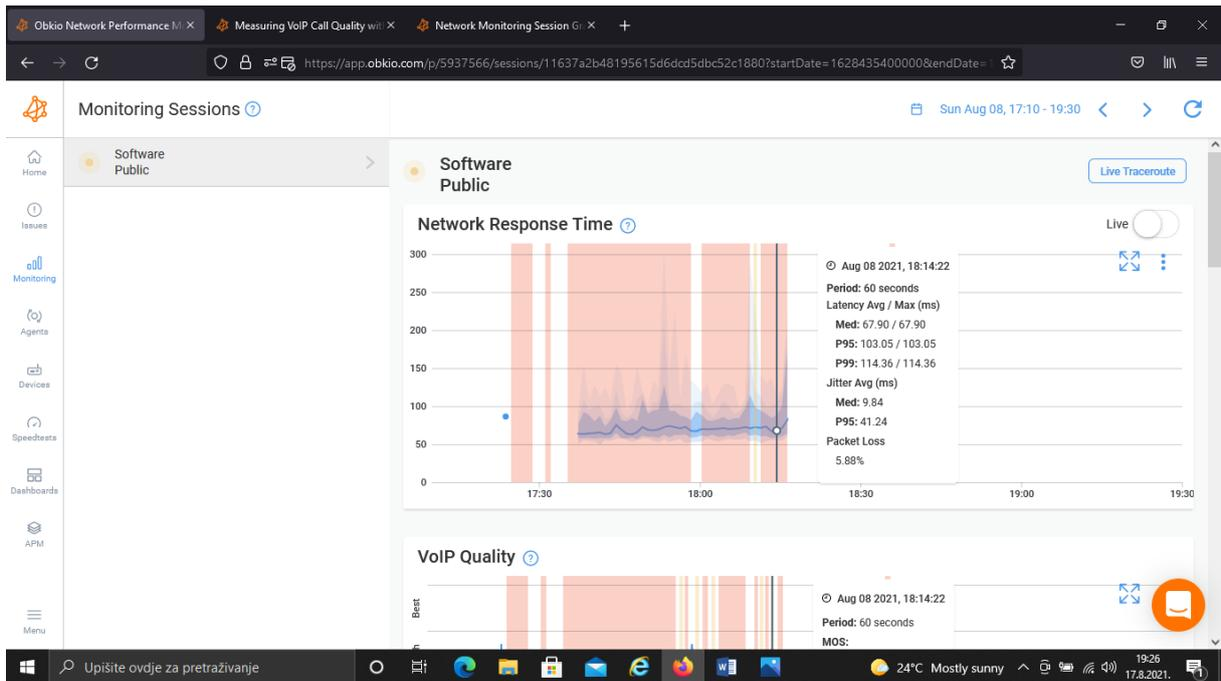 Obkio Network Performance M
Measuring VoIP Call Quality wit
Network Monitoring Session Gr
https://app.obkio.com/p/5937566/sessions/11637a2b48195615d6dcd5dbc52c1880?startDate=1628435400000&endDate=
Monitoring Sessions
Sun Aug 08, 17:10 - 19:30
Home
Issues
Monitoring
Agents
Devices
Speedtests
Dashboards
APM
Menu
Software
Public
Software
Public
Live Traceroute
Network Response Time
Live
300
250
200
150
100
50
0
17:30
18:00
18:30
19:00
19:30
Aug 08 2021, 18:14:22
Period: 60 seconds
Latency Avg / Max (ms)
Med: 67.90 / 67.90
P95: 103.05 / 103.05
P99: 114.36 / 114.36
Jitter Avg (ms)
Med: 9.84
P95: 41.24
Packet Loss
5.88%
VoIP Quality
Best
Aug 08 2021, 18:14:22
Period: 60 seconds
MOS:
Upišite ovdje za pretraživanje
24°C Mostly sunny
19:26
17.8.2021.